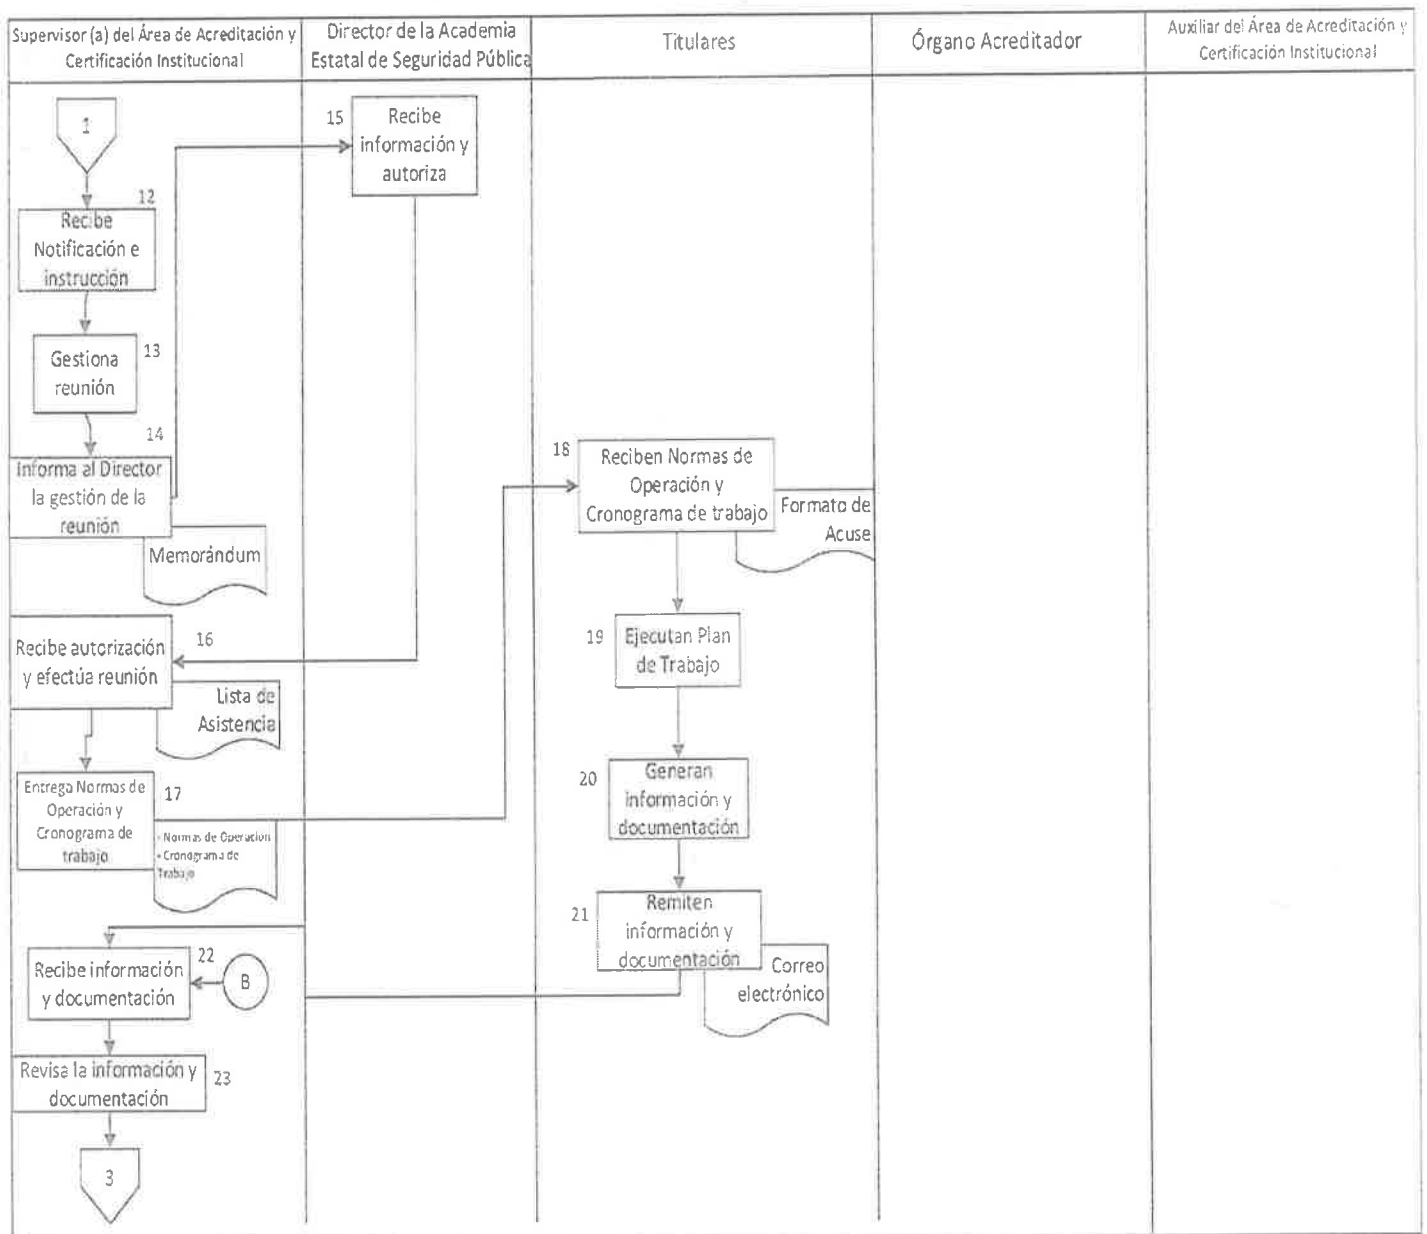 Supervisor (a) del Área de Acreditación y
Certificación Institucional
Director de la Academia
Estatal de Seguridad Pública
Titulares
Órgano Acreditador
Auxiliar del Área de Acreditación y
Certificación Institucional
1
12
Recibe
Notificación e
instrucción
13
Gestiona
reunión
14
Informa al Director
la gestión de la
reunión
Memorándum
15
Recibe
información y
autoriza
16
Recibe autorización
y efectúa reunión
Lista de
Asistencia
17
Entrega Normas de
Operación y
Cronograma de
trabajo
- Normas de Operación
- Cronograma de
Trabajo
18
Reciben Normas de
Operación y
Cronograma de trabajo
Formato de
Acuse
19
Ejecutan Plan
de Trabajo
20
Generan
información y
documentación
21
Remiten
información y
documentación
Correo
electrónico
22
Recibe información
y documentación
B
23
Revisa la información y
documentación
3